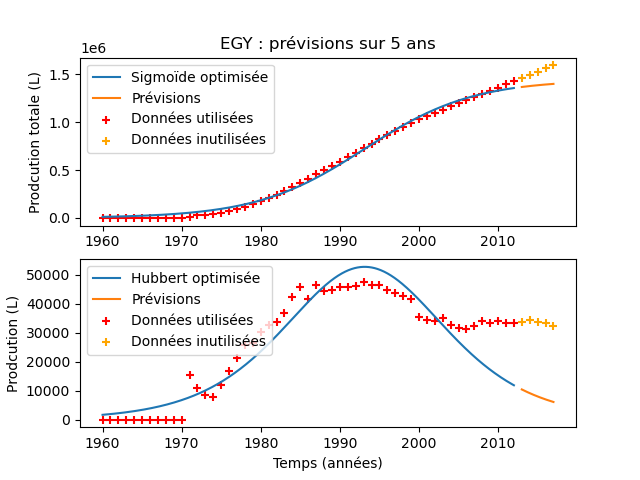 EGY : prévisions sur 5 ans
1e6
Prodcution totale (L)
1.5
1.0
0.5
0.0
Sigmoïde optimisée
Prévisions
Données utilisées
Données inutilisées
1960 1970 1980 1990 2000 2010
Prodcution (L)
50000
40000
30000
20000
10000
0
Hubbert optimisée
Prévisions
Données utilisées
Données inutilisées
1960 1970 1980 1990 2000 2010
Temps (années)